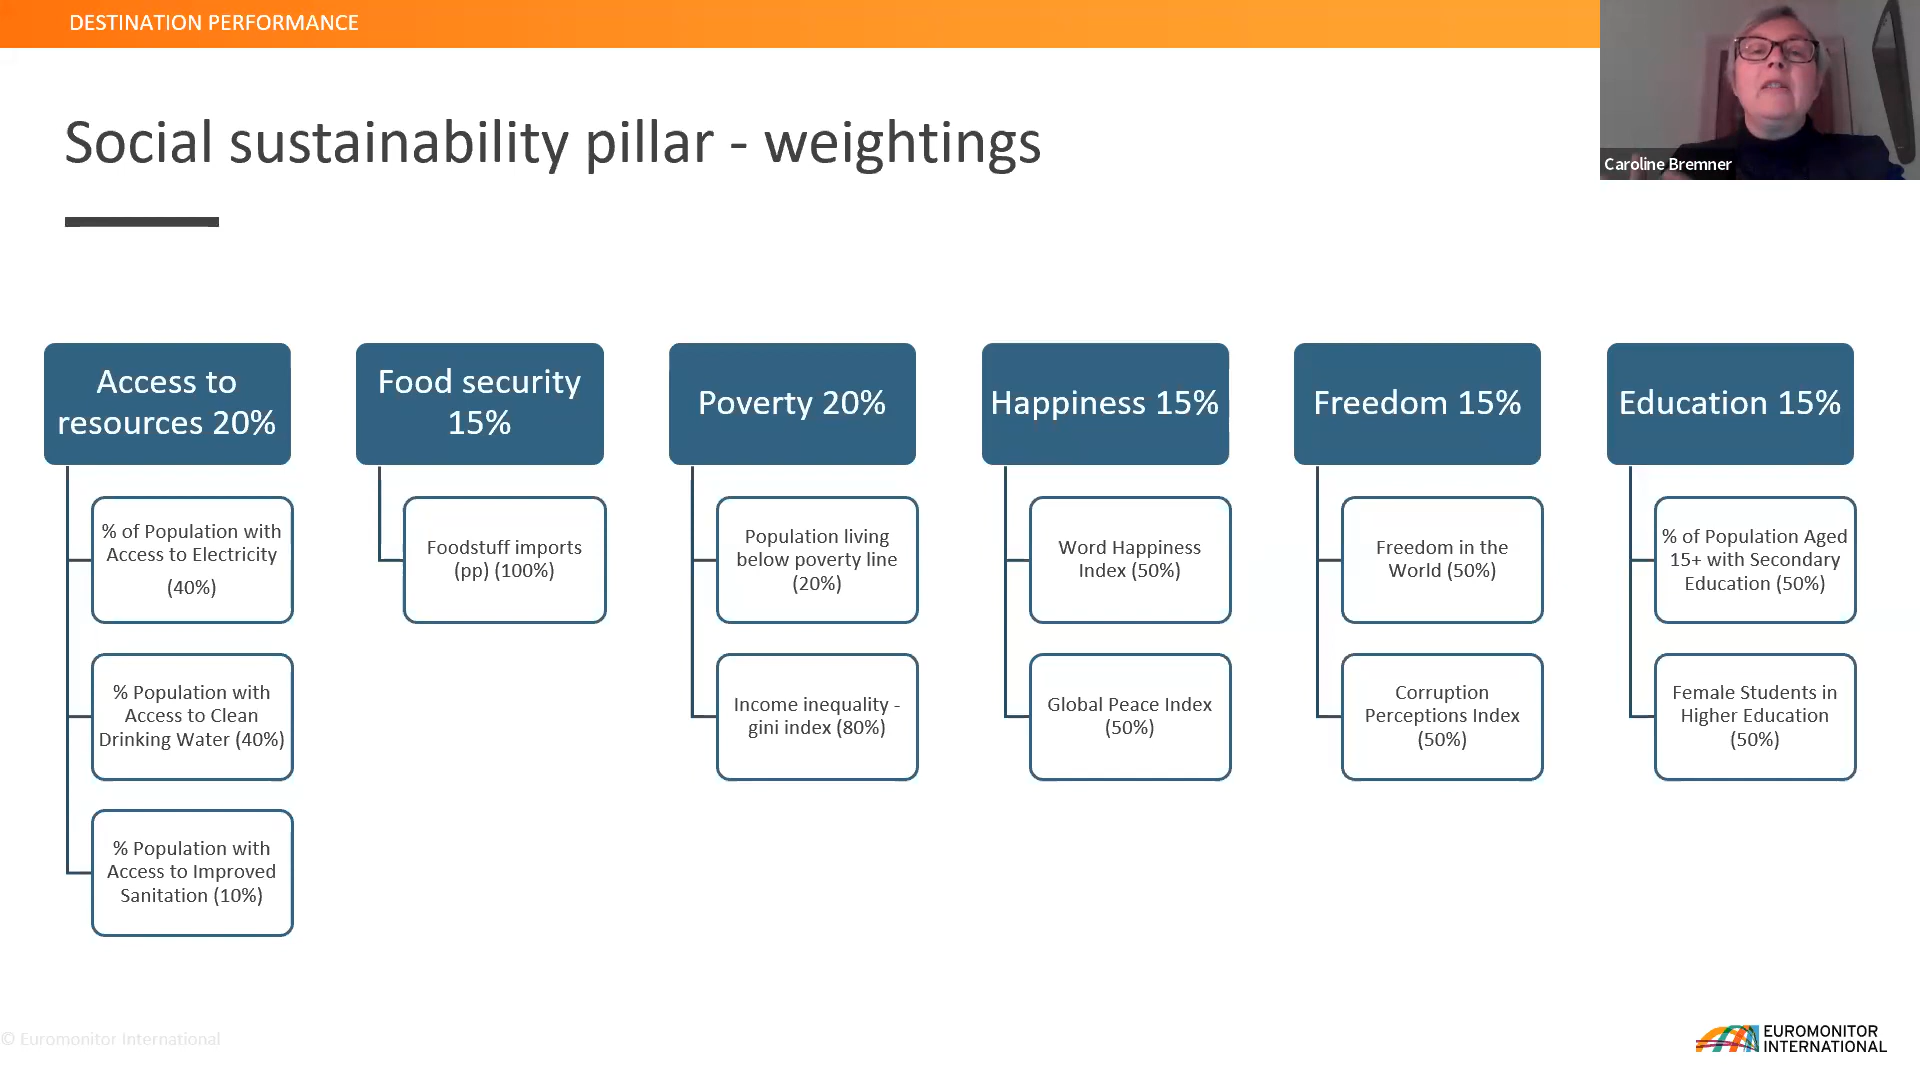 DESTINATION PERFORMANCE
Caroline Bremner
Social sustainability pillar - weightings
Access to
resources 20%
% of Population with
Access to Electricity
(40%)
% Population with
Access to Clean
Drinking Water (40%)
% Population with
Access to Improved
Sanitation (10%)
Food security
15%
Foodstuff imports
(pp) (100%)
Poverty 20%
Population living
below poverty line
(20%)
Income inequality -
gini index (80%)
Happiness 15%
Word Happiness
Index (50%)
Global Peace Index
(50%)
Freedom 15%
Freedom in the
World (50%)
Corruption
Perceptions Index
(50%)
Education 15%
% of Population Aged
15+ with Secondary
Education (50%)
Female Students in
Higher Education
(50%)
© Euromonitor International
EUROMONITOR
INTERNATIONAL